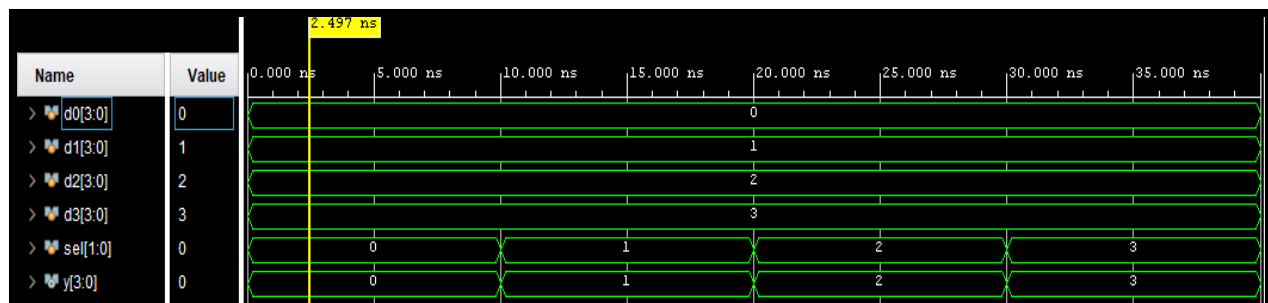 2.497 ns
Name Value 0.000 ns 5.000 ns 10.000 ns 15.000 ns 20.000 ns 25.000 ns 30.000 ns 35.000 ns
> d0[3:0] 0 0
> d1[3:0] 1 1
> d2[3:0] 2 2
> d3[3:0] 3 3
> sel[1:0] 0 0 1 2 3
> y[3:0] 0 0 1 2 3